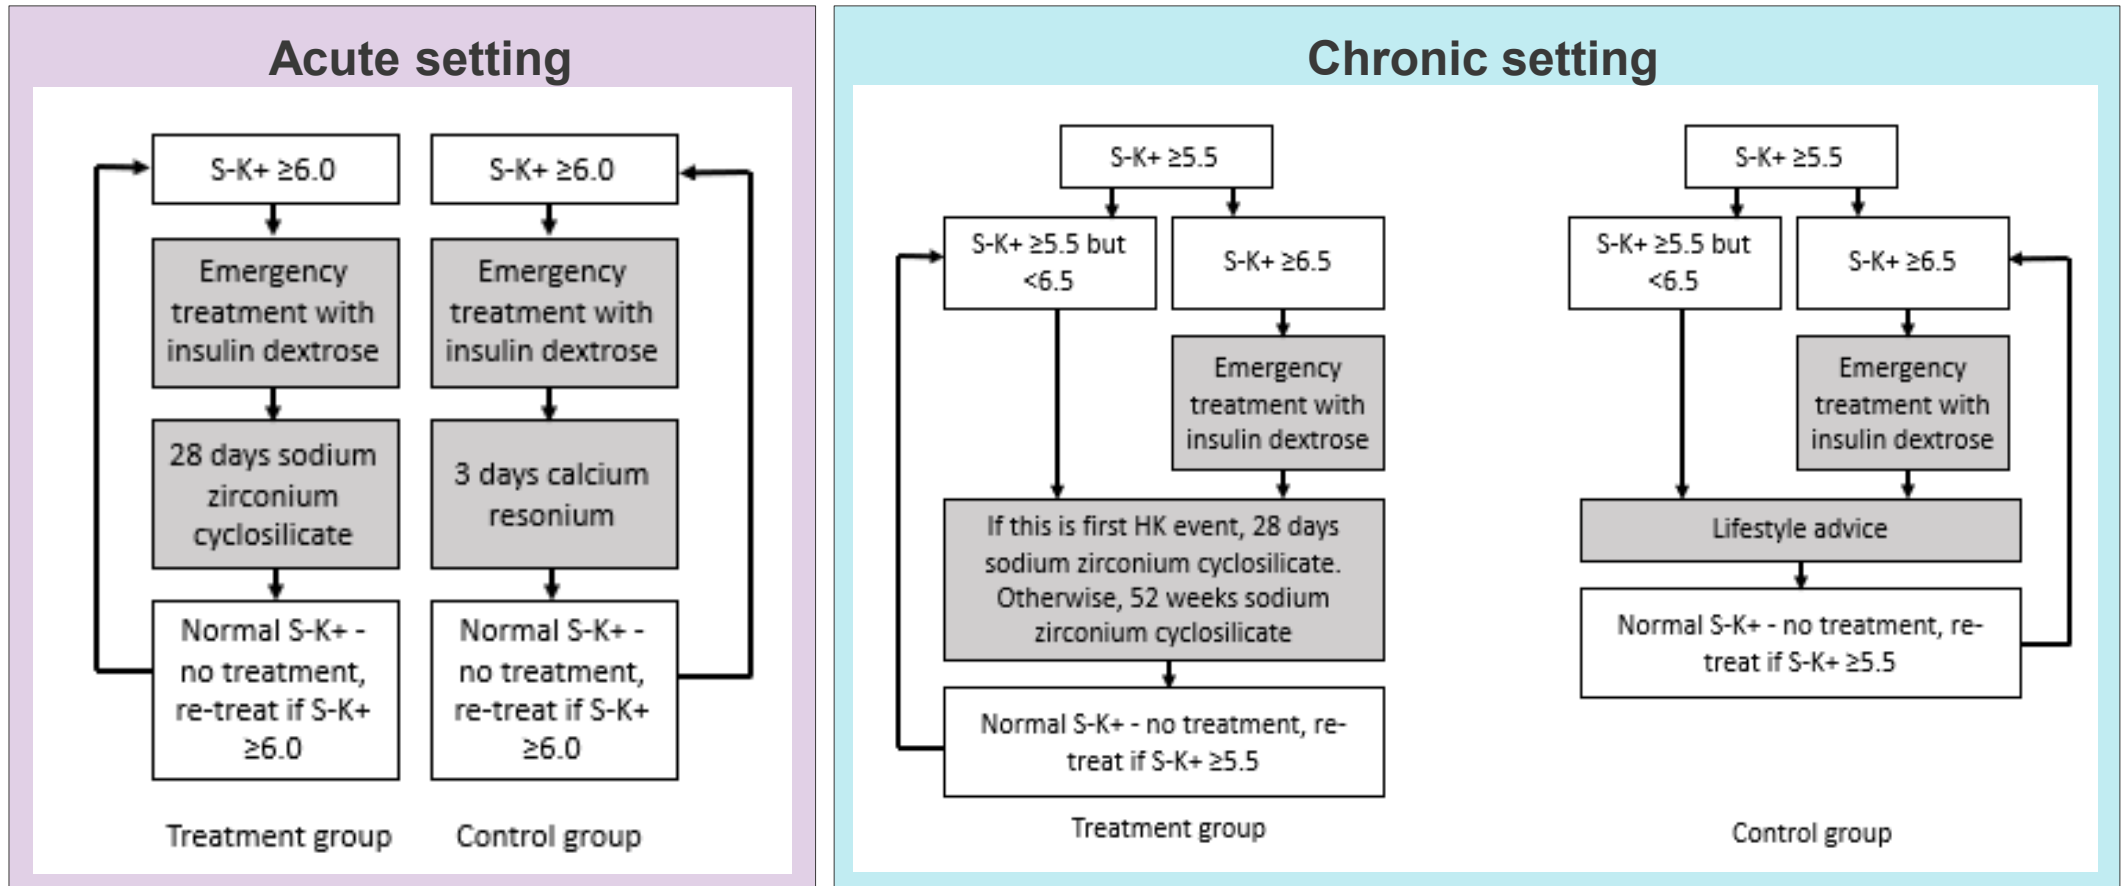 Acute setting
S-K+ ≥6.0
Emergency
treatment with
insulin dextrose
28 days sodium
zirconium
cyclosilicate
Normal S-K+ -
no treatment,
re-treat if S-K+
≥6.0
Treatment group
S-K+ ≥6.0
Emergency
treatment with
insulin dextrose
3 days calcium
resonium
Normal S-K+ -
no treatment,
re-treat if S-K+
≥6.0
Control group
Chronic setting
S-K+ ≥5.5
S-K+ ≥5.5 but
<6.5
S-K+ ≥6.5
Emergency
treatment with
insulin dextrose
If this is first HK event, 28 days
sodium zirconium cyclosilicate.
Otherwise, 52 weeks sodium
zirconium cyclosilicate
Normal S-K+ - no treatment, re-
treat if S-K+ ≥5.5
Treatment group
S-K+ ≥5.5
S-K+ ≥5.5 but
<6.5
S-K+ ≥6.5
Emergency
treatment with
insulin dextrose
Lifestyle advice
Normal S-K+ - no treatment, re-
treat if S-K+ ≥5.5
Control group